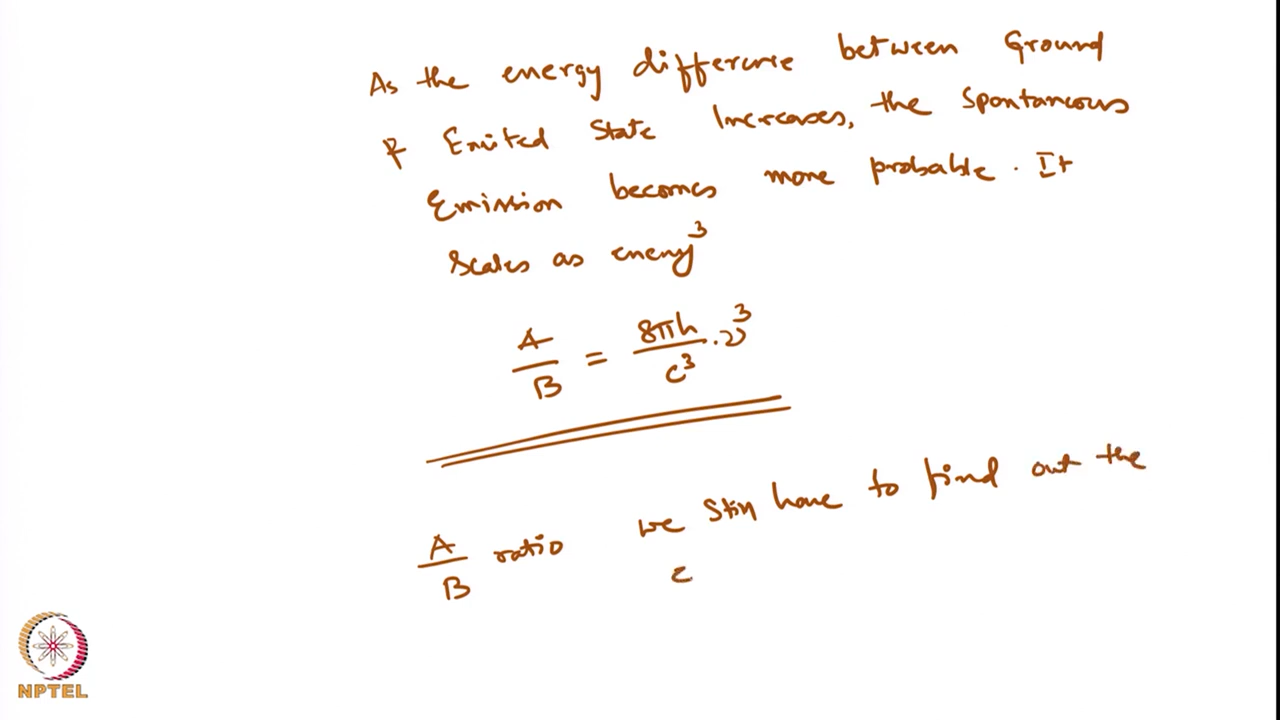 As the energy difference between Ground
& Excited State Increases, the Spontaneous
Emission becomes more probable. It
Scales as energy³
A/B = 8πh/c³ . ν³
A/B ratio we still have to find out the
NPTEL